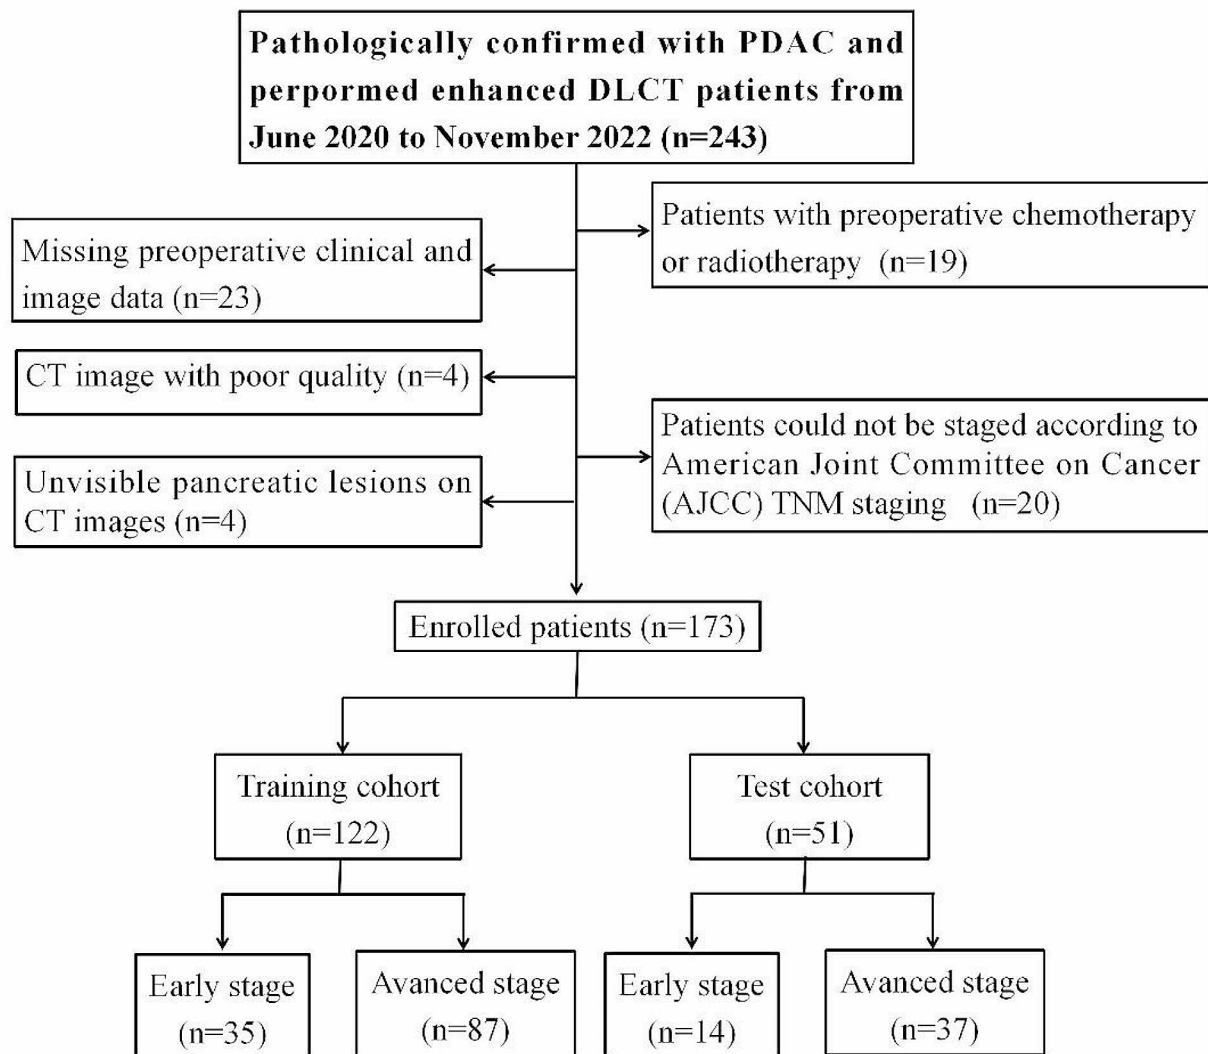 Pathologically confirmed with PDAC and
perpormed enhanced DLCT patients from
June 2020 to November 2022 (n=243)
Patients with preoperative chemotherapy
or radiotherapy (n=19)
Missing preoperative clinical and
image data (n=23)
CT image with poor quality (n=4)
Patients could not be staged according to
American Joint Committee on Cancer
(AJCC) TNM staging (n=20)
Unvisible pancreatic lesions on
CT images (n=4)
Enrolled patients (n=173)
Training cohort
(n=122)
Test cohort
(n=51)
Early stage
(n=35)
Avanced stage
(n=87)
Early stage
(n=14)
Avanced stage
(n=37)